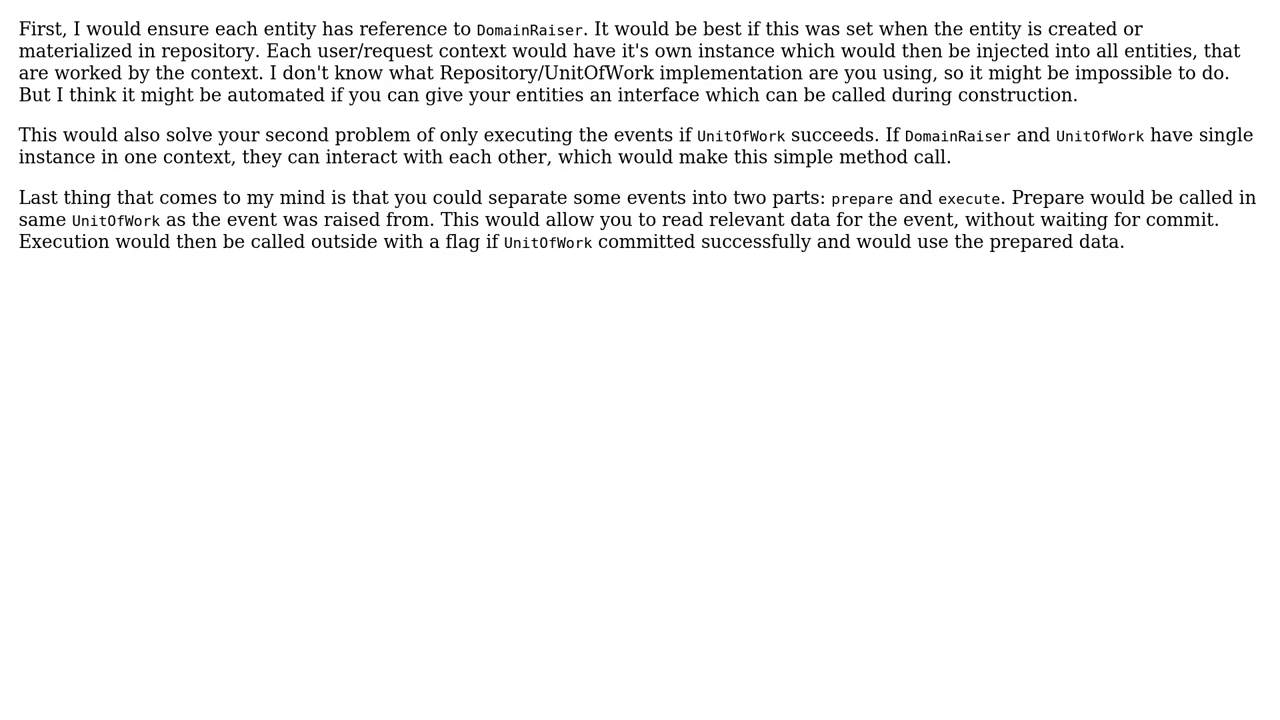 First, I would ensure each entity has reference to DomainRaiser. It would be best if this was set when the entity is created or
materialized in repository. Each user/request context would have it's own instance which would then be injected into all entities, that
are worked by the context. I don't know what Repository/UnitOfWork implementation are you using, so it might be impossible to do.
But I think it might be automated if you can give your entities an interface which can be called during construction.
This would also solve your second problem of only executing the events if UnitOfWork succeeds. If DomainRaiser and UnitOfWork have single
instance in one context, they can interact with each other, which would make this simple method call.
Last thing that comes to my mind is that you could separate some events into two parts: prepare and execute. Prepare would be called in
same UnitOfWork as the event was raised from. This would allow you to read relevant data for the event, without waiting for commit.
Execution would then be called outside with a flag if UnitOfWork committed successfully and would use the prepared data.